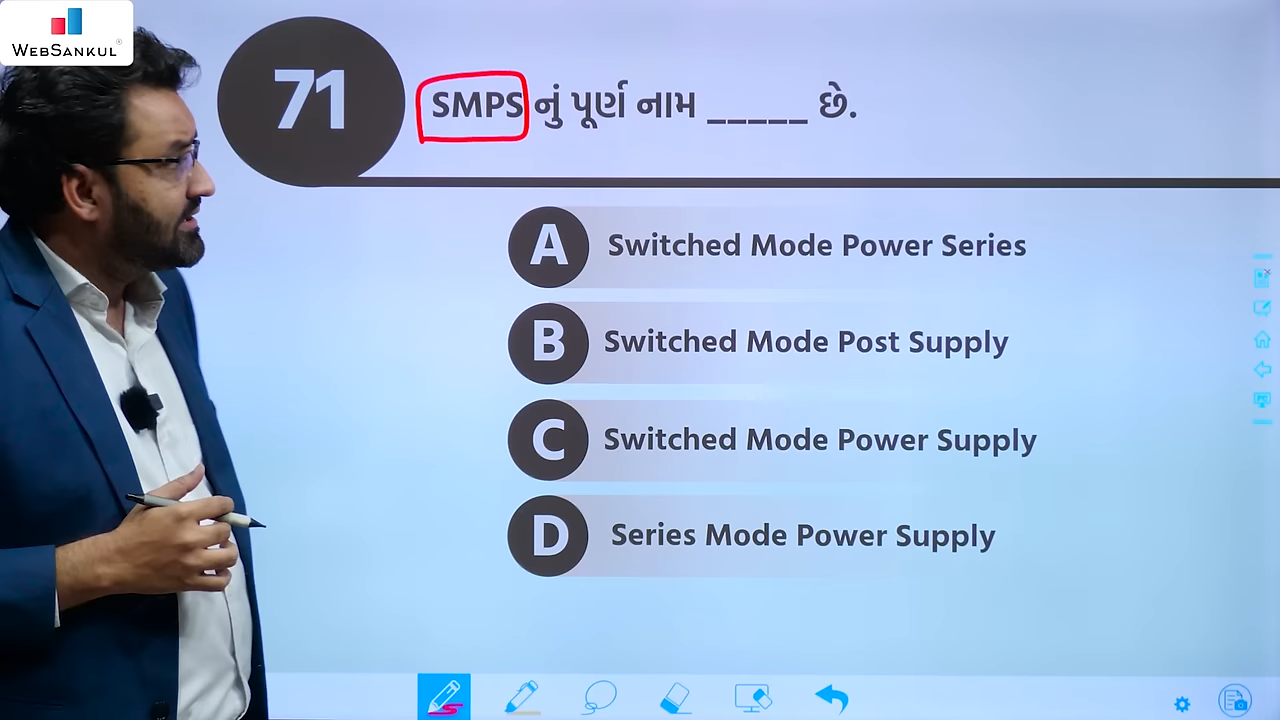 WEBSANKUL
71
SMPS નું પૂર્ણ નામ _____ છે.
A Switched Mode Power Series
B Switched Mode Post Supply
C Switched Mode Power Supply
D Series Mode Power Supply